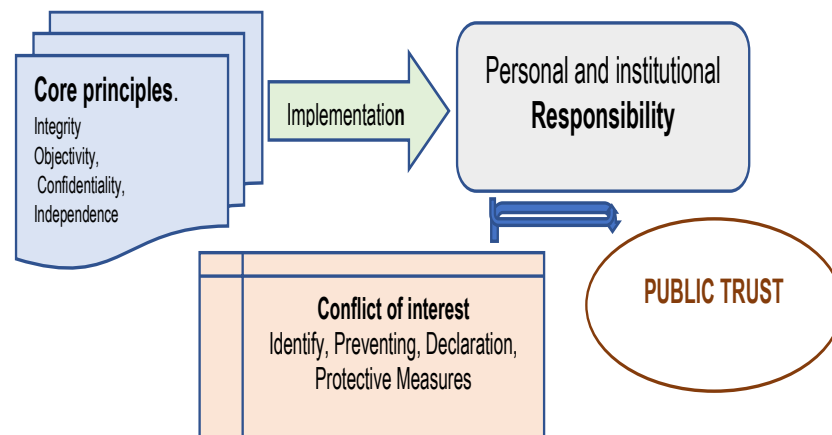 Core principles.
Integrity
Objectivity,
Confidentiality,
Independence
Implementation
Personal and institutional
Responsibility
Conflict of interest
Identify, Preventing, Declaration,
Protective Measures
PUBLIC TRUST